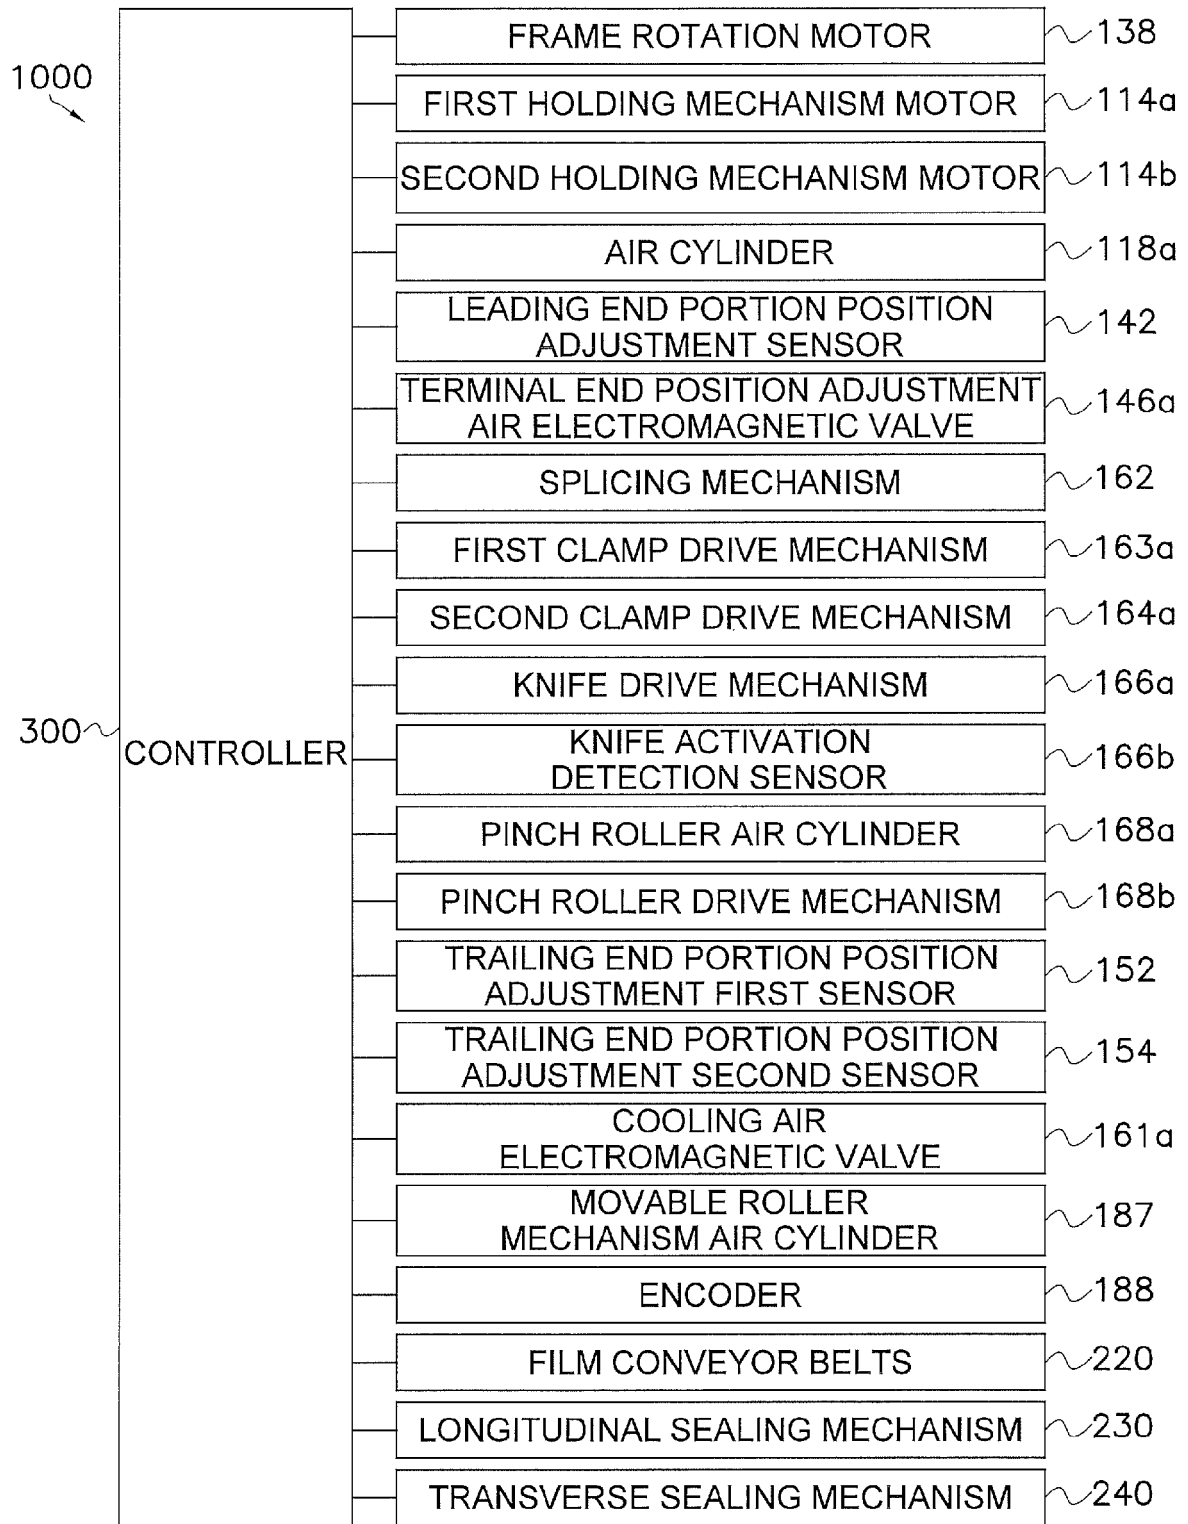 1000
300
CONTROLLER
FRAME ROTATION MOTOR 138
FIRST HOLDING MECHANISM MOTOR 114a
SECOND HOLDING MECHANISM MOTOR 114b
AIR CYLINDER 118a
LEADING END PORTION POSITION
ADJUSTMENT SENSOR 142
TERMINAL END POSITION ADJUSTMENT
AIR ELECTROMAGNETIC VALVE 146a
SPLICING MECHANISM 162
FIRST CLAMP DRIVE MECHANISM 163a
SECOND CLAMP DRIVE MECHANISM 164a
KNIFE DRIVE MECHANISM 166a
KNIFE ACTIVATION
DETECTION SENSOR 166b
PINCH ROLLER AIR CYLINDER 168a
PINCH ROLLER DRIVE MECHANISM 168b
TRAILING END PORTION POSITION
ADJUSTMENT FIRST SENSOR 152
TRAILING END PORTION POSITION
ADJUSTMENT SECOND SENSOR 154
COOLING AIR
ELECTROMAGNETIC VALVE 161a
MOVABLE ROLLER
MECHANISM AIR CYLINDER 187
ENCODER 188
FILM CONVEYOR BELTS 220
LONGITUDINAL SEALING MECHANISM 230
TRANSVERSE SEALING MECHANISM 240